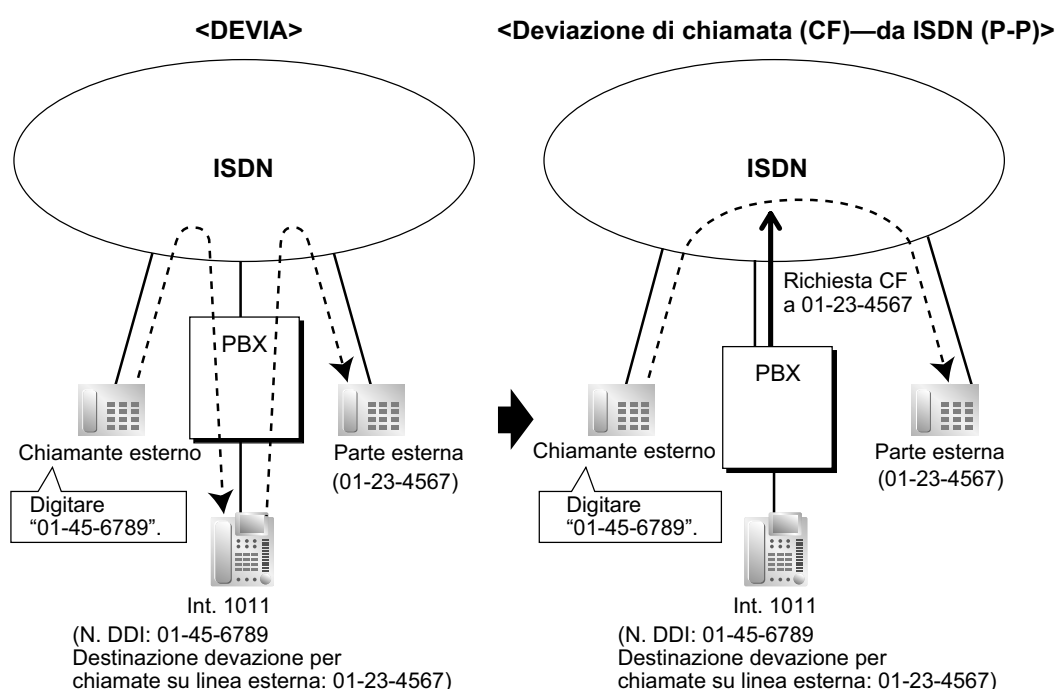 <DEVIA>
ISDN
PBX
Chiamante esterno
Digitare
“01-45-6789”.
Parte esterna
(01-23-4567)
Int. 1011
(N. DDI: 01-45-6789
Destinazione devazione per
chiamate su linea esterna: 01-23-4567)
<Deviazione di chiamata (CF)—da ISDN (P-P)>
ISDN
Richiesta CF
a 01-23-4567
PBX
Chiamante esterno
Digitare
“01-45-6789”.
Parte esterna
(01-23-4567)
Int. 1011
(N. DDI: 01-45-6789
Destinazione devazione per
chiamate su linea esterna: 01-23-4567)